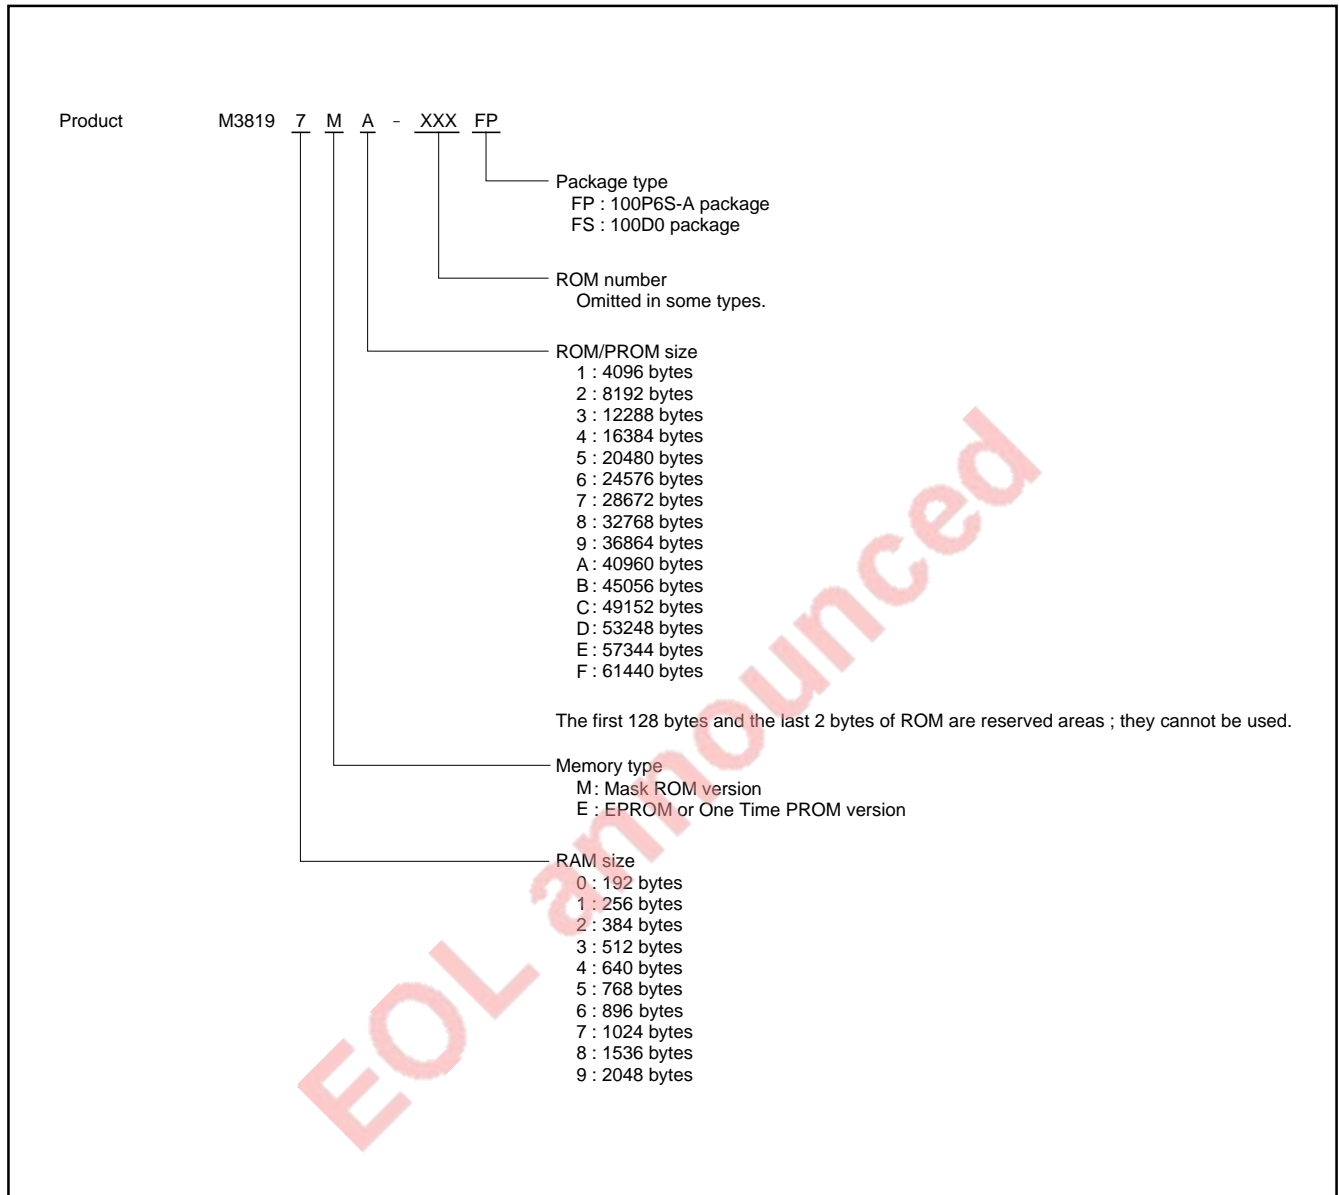 Product M3819 7 M A - XXX FP
Package type
FP : 100P6S-A package
FS : 100D0 package
ROM number
Omitted in some types.
ROM/PROM size
1 : 4096 bytes
2 : 8192 bytes
3 : 12288 bytes
4 : 16384 bytes
5 : 20480 bytes
6 : 24576 bytes
7 : 28672 bytes
8 : 32768 bytes
9 : 36864 bytes
A : 40960 bytes
B : 45056 bytes
C : 49152 bytes
D : 53248 bytes
E : 57344 bytes
F : 61440 bytes
The first 128 bytes and the last 2 bytes of ROM are reserved areas ; they cannot be used.
Memory type
M : Mask ROM version
E : EPROM or One Time PROM version
RAM size
0 : 192 bytes
1 : 256 bytes
2 : 384 bytes
3 : 512 bytes
4 : 640 bytes
5 : 768 bytes
6 : 896 bytes
7 : 1024 bytes
8 : 1536 bytes
9 : 2048 bytes
EOL announced